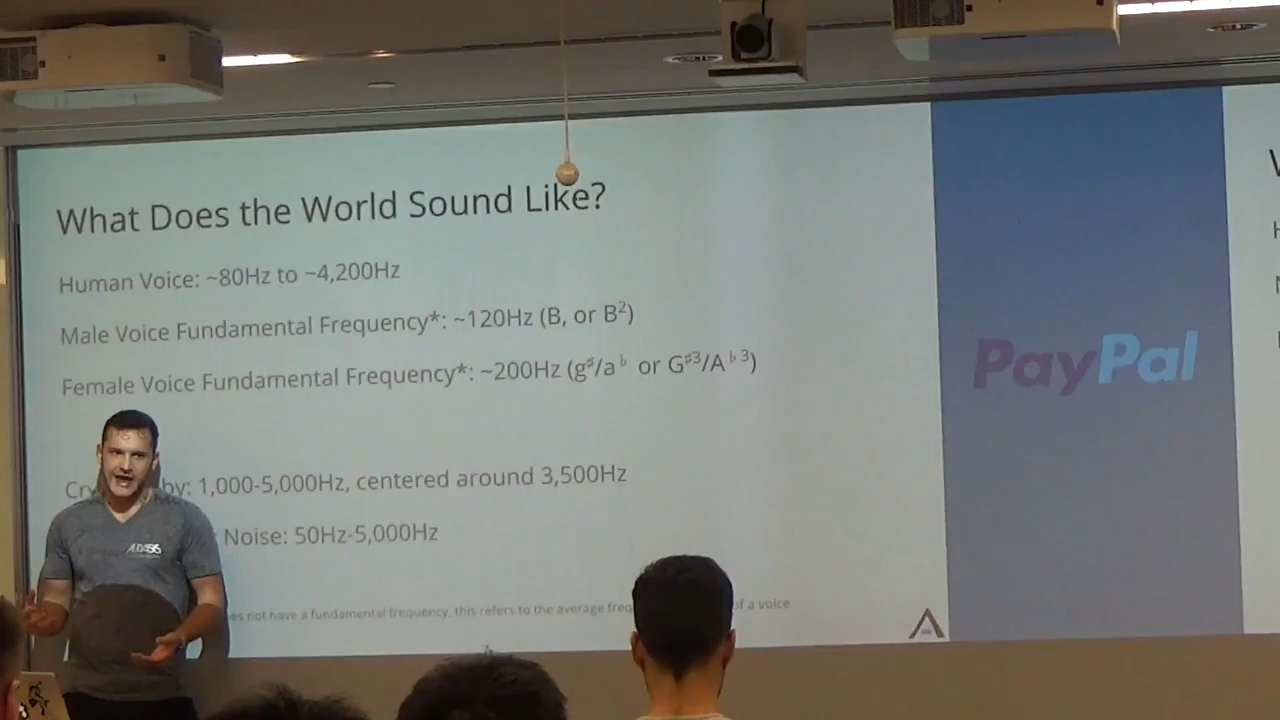 What Does the World Sound Like?
Human Voice: ~80Hz to ~4,200Hz
Male Voice Fundamental Frequency*: ~120Hz (B, or B²)
Female Voice Fundamental Frequency*: ~200Hz (g♯/a♭ or G♯3/A♭3)
by: 1,000-5,000Hz, centered around 3,500Hz
Noise: 50Hz-5,000Hz
not have a fundamental frequency, this refers to the average of a voice
PayPal